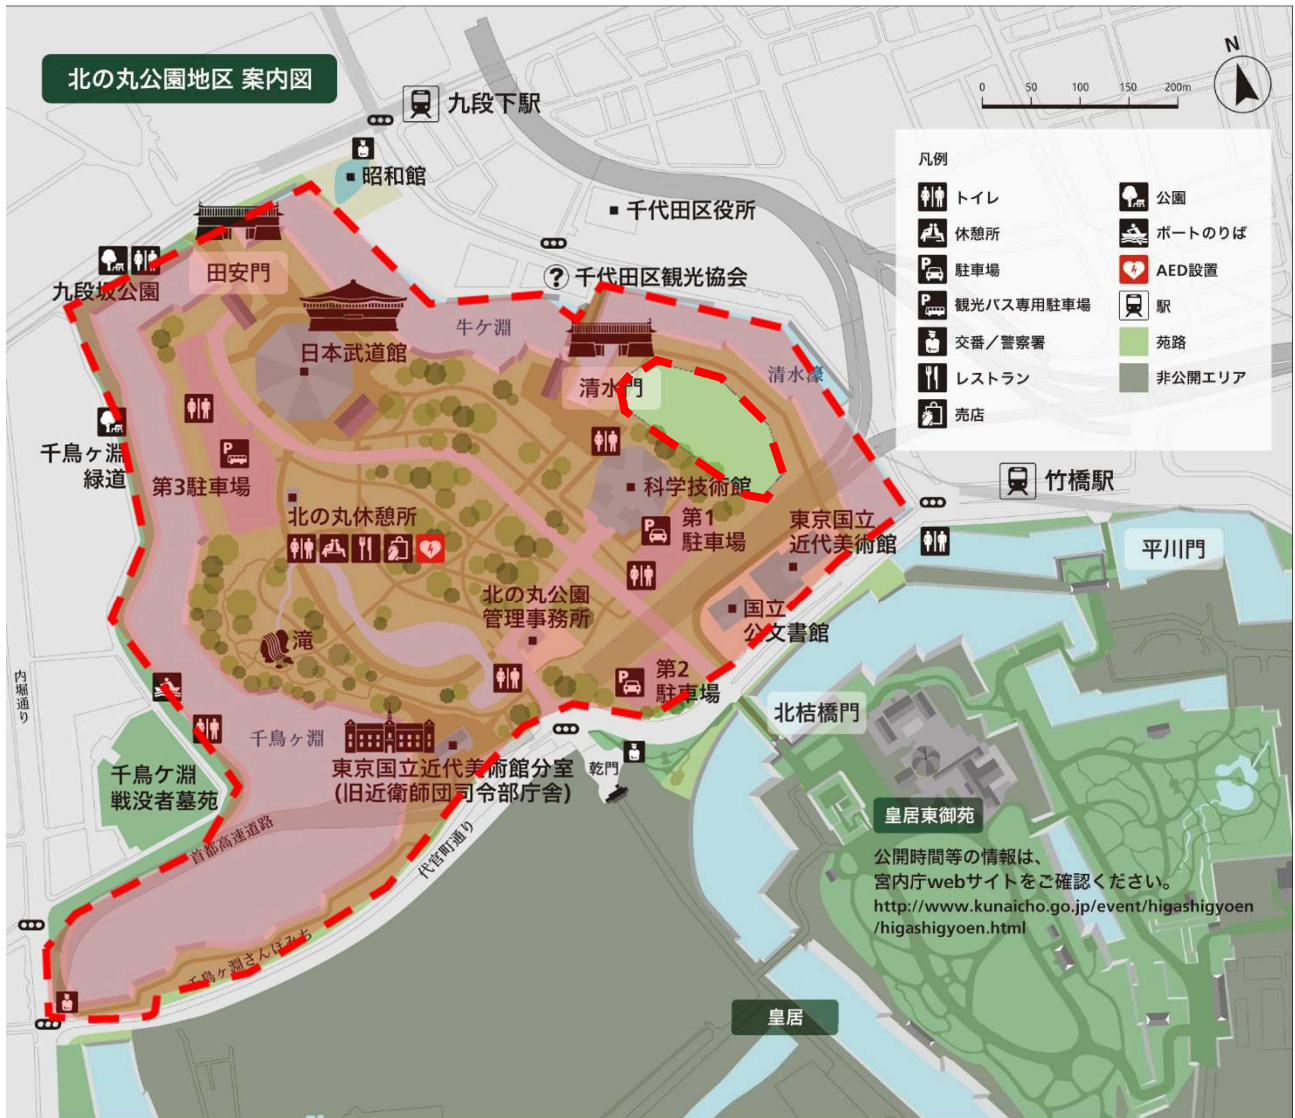 北の丸公園地区 案内図
九段下駅
N
0 50 100 150 200m
凡例
トイレ
公園
休憩所
ボートのりば
駐車場
AED設置
観光バス専用駐車場
駅
交番／警察署
苑路
レストラン
非公開エリア
売店
昭和館
千代田区役所
田安門
九段坂公園
?
千代田区観光協会
牛ケ淵
日本武道館
清水門
清水濠
千鳥ヶ淵
緑道
P
第3駐車場
科学技術館
竹橋駅
北の丸休憩所
P
第1
駐車場
東京国立
近代美術館
平川門
北の丸公園
管理事務所
国立
公文書館
滝
P
第2
駐車場
内堀通り
千鳥ヶ淵
北桔橋門
千鳥ケ淵
戦没者墓苑
東京国立近代美術館分室
(旧近衛師団司令部庁舎)
乾門
首都高速道路
代官町通り
皇居東御苑
公開時間等の情報は、
宮内庁webサイトをご確認ください。
http://www.kunaicho.go.jp/event/higashigyoen
/higashigyoen.html
千鳥ヶ淵さんぽみち
皇居